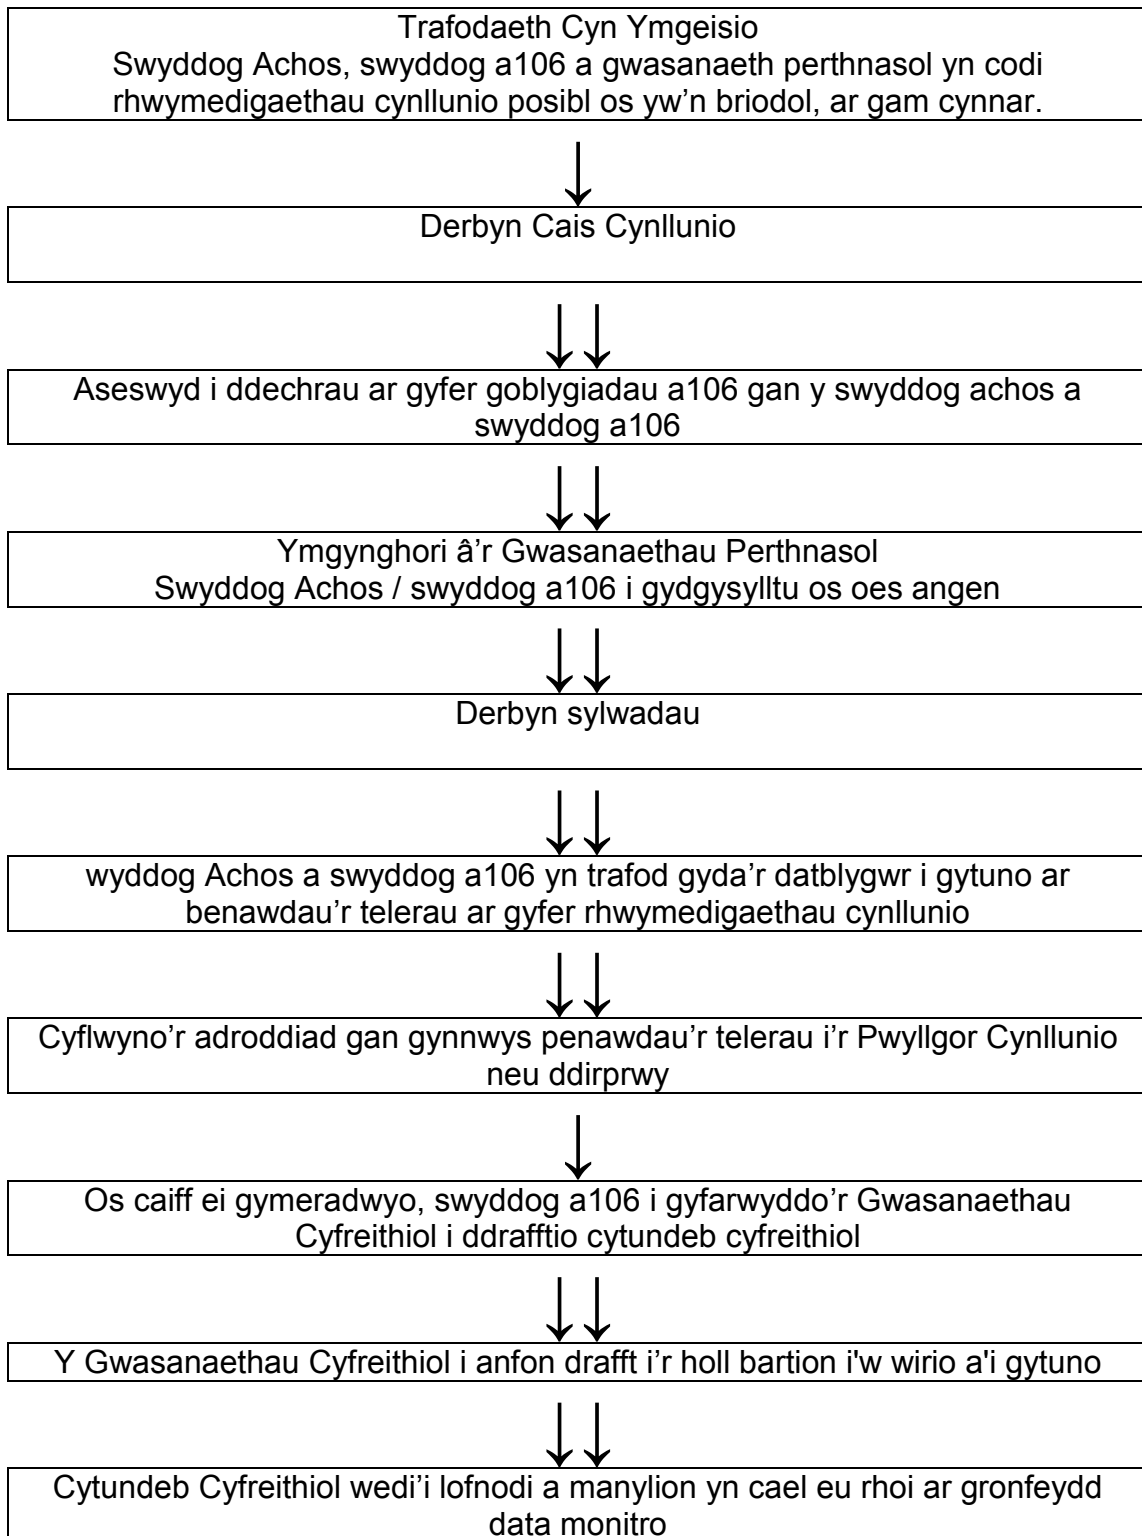 Trafodaeth Cyn Ymgeisio
Swyddog Achos, swyddog a106 a gwasanaeth perthnasol yn codi
rhwymedigaethau cynllunio posibl os yw’n briodol, ar gam cynnar.
Derbyn Cais Cynllunio
Aseswyd i ddechrau ar gyfer goblygiadau a106 gan y swyddog achos a
swyddog a106
Ymgynghori â’r Gwasanaethau Perthnasol
Swyddog Achos / swyddog a106 i gydgysylltu os oes angen
Derbyn sylwadau
wyddog Achos a swyddog a106 yn trafod gyda’r datblygwr i gytuno ar
benawdau’r telerau ar gyfer rhwymedigaethau cynllunio
Cyflwyno’r adroddiad gan gynnwys penawdau’r telerau i’r Pwyllgor Cynllunio
neu ddirprwy
Os caiff ei gymeradwyo, swyddog a106 i gyfarwyddo’r Gwasanaethau
Cyfreithiol i ddrafftio cytundeb cyfreithiol
Y Gwasanaethau Cyfreithiol i anfon drafft i’r holl bartion i'w wirio a'i gytuno
Cytundeb Cyfreithiol wedi’i lofnodi a manylion yn cael eu rhoi ar gronfeydd
data monitro